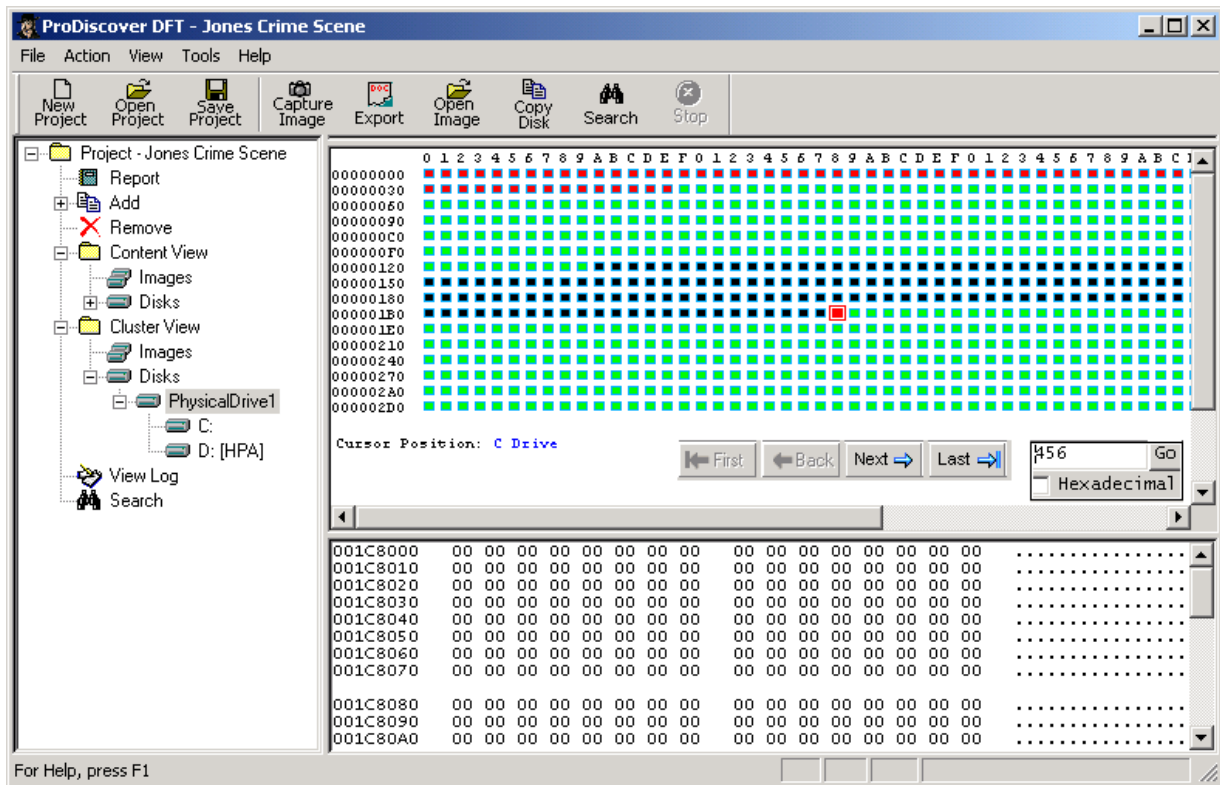 ProDiscover DFT - Jones Crime Scene
File Action View Tools Help
New Project Open Project Save Project Capture Image Export Open Image Copy Disk Search Stop
Project - Jones Crime Scene
Report
Add
Remove
Content View
Images
Disks
Cluster View
Images
Disks
PhysicalDrive1
C:
D: [HPA]
View Log
Search
0 1 2 3 4 5 6 7 8 9 A B C D E F 0 1 2 3 4 5 6 7 8 9 A B C D E F 0 1 2 3 4 5 6 7 8 9 A B C
00000000
00000030
00000060
00000090
000000C0
000000F0
00000120
00000150
00000180
000001B0
000001E0
00000210
00000240
00000270
000002A0
000002D0
Cursor Position: C Drive
First Back Next Last
456 Go
Hexadecimal
001C8000 00 00 00 00 00 00 00 00 00 00 00 00 00 00 00 00 ................
001C8010 00 00 00 00 00 00 00 00 00 00 00 00 00 00 00 00 ................
001C8020 00 00 00 00 00 00 00 00 00 00 00 00 00 00 00 00 ................
001C8030 00 00 00 00 00 00 00 00 00 00 00 00 00 00 00 00 ................
001C8040 00 00 00 00 00 00 00 00 00 00 00 00 00 00 00 00 ................
001C8050 00 00 00 00 00 00 00 00 00 00 00 00 00 00 00 00 ................
001C8060 00 00 00 00 00 00 00 00 00 00 00 00 00 00 00 00 ................
001C8070 00 00 00 00 00 00 00 00 00 00 00 00 00 00 00 00 ................
001C8080 00 00 00 00 00 00 00 00 00 00 00 00 00 00 00 00 ................
001C8090 00 00 00 00 00 00 00 00 00 00 00 00 00 00 00 00 ................
001C80A0 00 00 00 00 00 00 00 00 00 00 00 00 00 00 00 00 ................
For Help, press F1